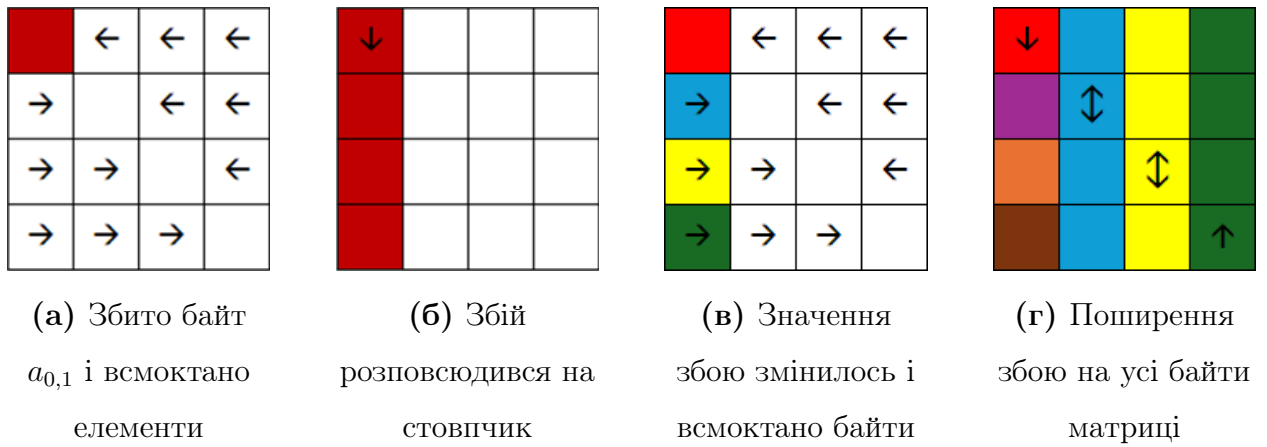 (а) Збито байт
a0,1 і всмоктано
елементи
(б) Збій
розповсюдився на
стовпчик
(в) Значення
збою змінилось і
всмоктано байти
(г) Поширення
збою на усі байти
матриці